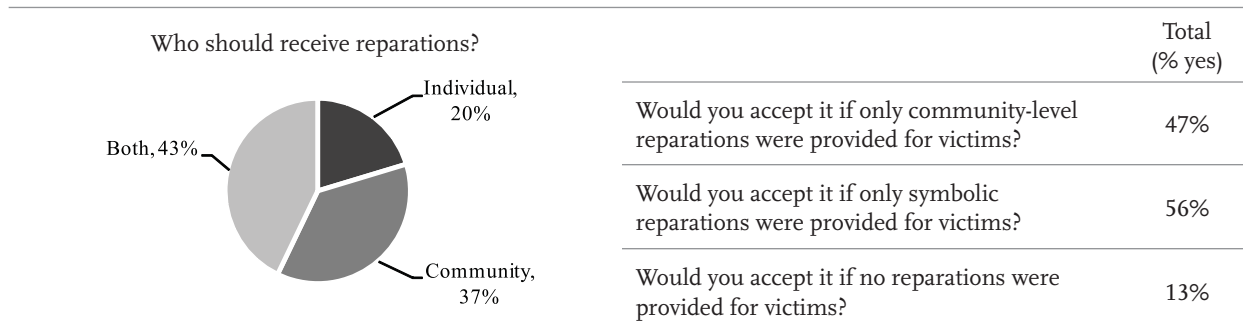 Who should receive reparations?
Individual,
20%
Both, 43%
Community,
37%
Total
(% yes)
Would you accept it if only community-level
reparations were provided for victims?
47%
Would you accept it if only symbolic
reparations were provided for victims?
56%
Would you accept it if no reparations were
provided for victims?
13%